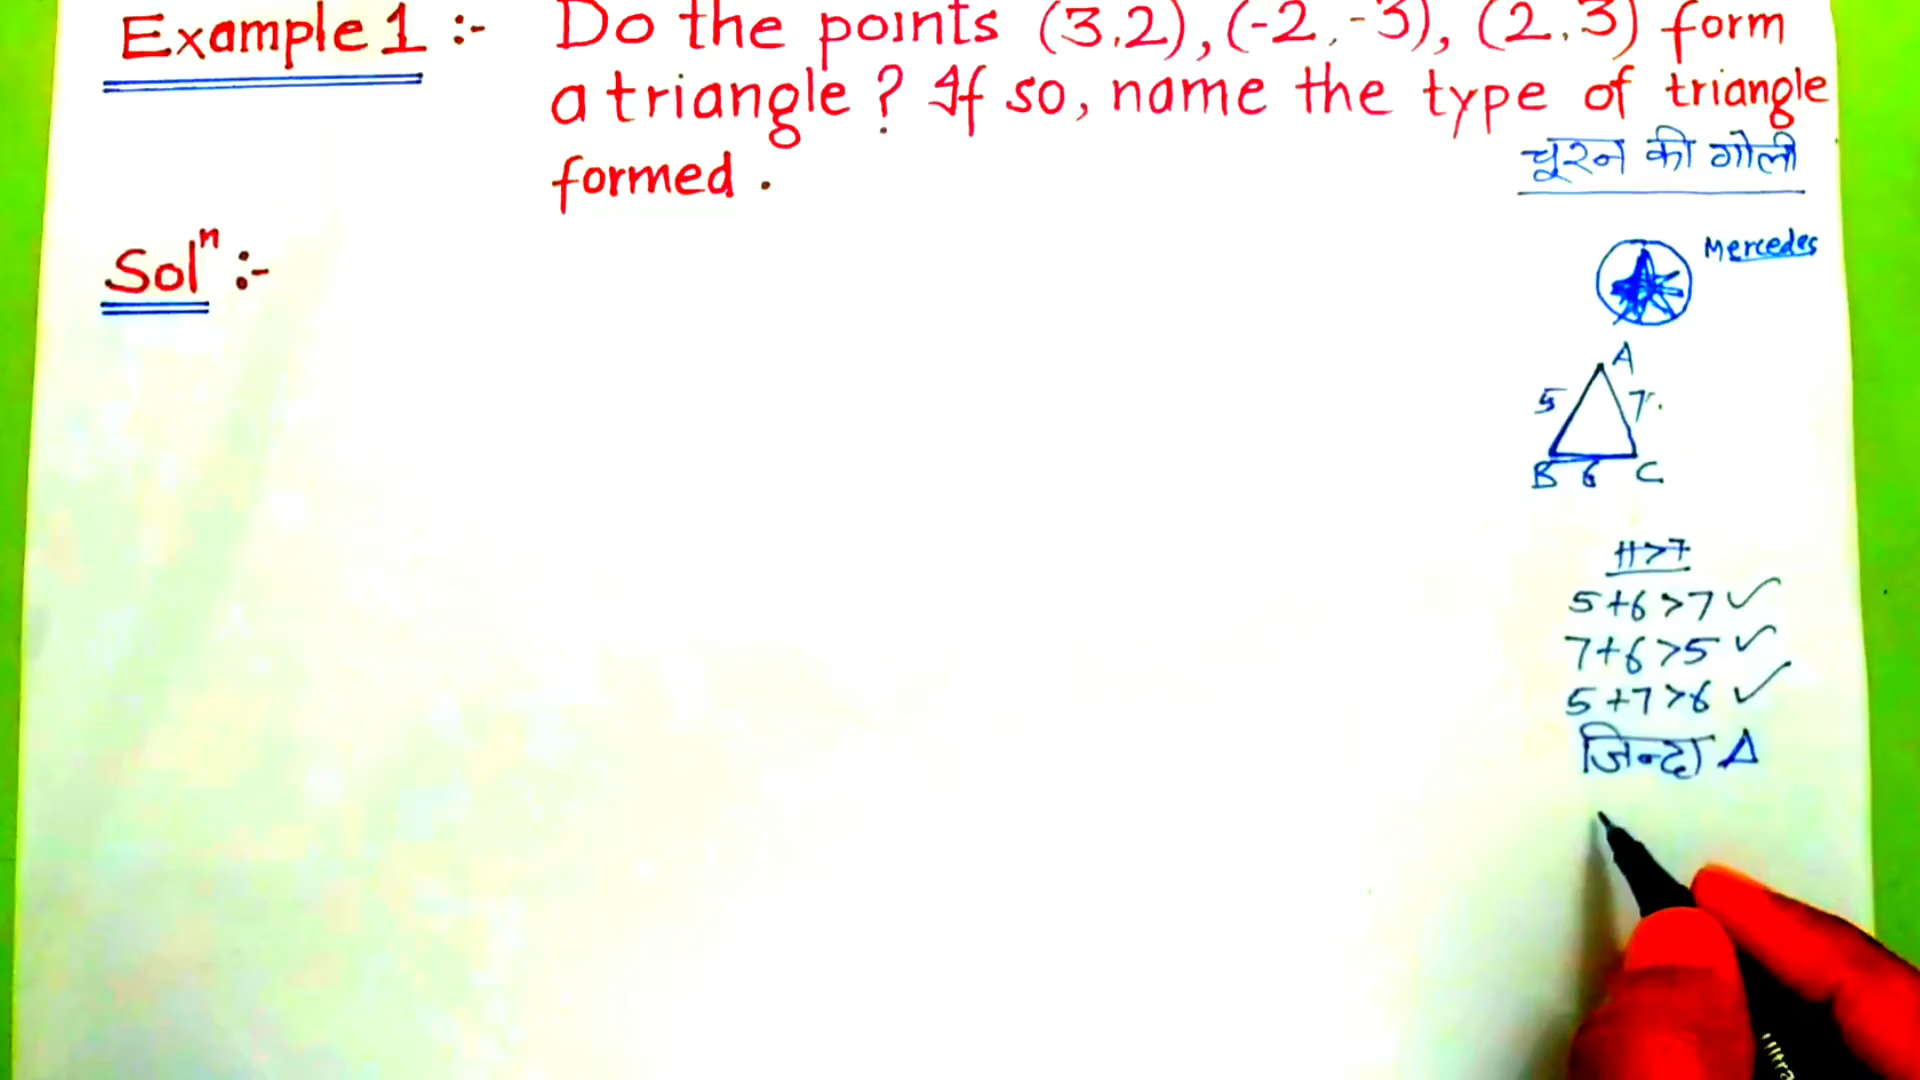 Example 1 :- Do the points (3,2), (-2,-3), (2,3) form
a triangle ? If so, name the type of triangle
formed .
चूरन की गोली
Solⁿ :-
Mercedes
A
5 7
B 6 C
11>7
5+6>7 ✓
7+6>5 ✓
5+7>6 ✓
जिन्दा Δ